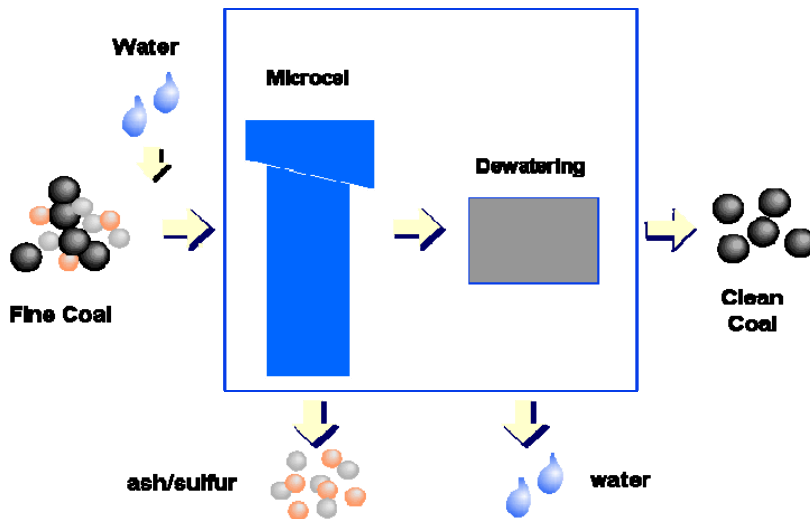 Water
Microcel
Dewatering
Fine Coal
Clean
Coal
ash/sulfur
water